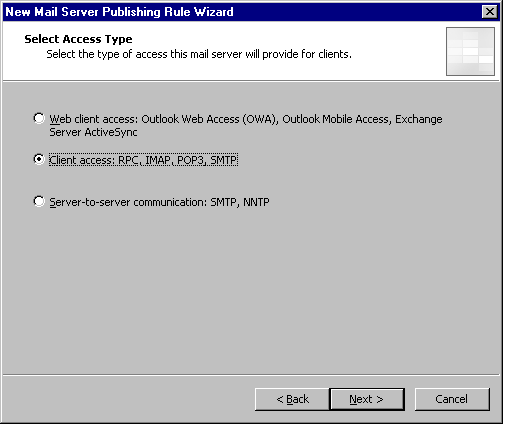 New Mail Server Publishing Rule Wizard
Select Access Type
Select the type of access this mail server will provide for clients.
Web client access: Outlook Web Access (OWA), Outlook Mobile Access, Exchange
Server ActiveSync
Client access: RPC, IMAP, POP3, SMTP
Server-to-server communication: SMTP, NNTP
< Back
Next >
Cancel